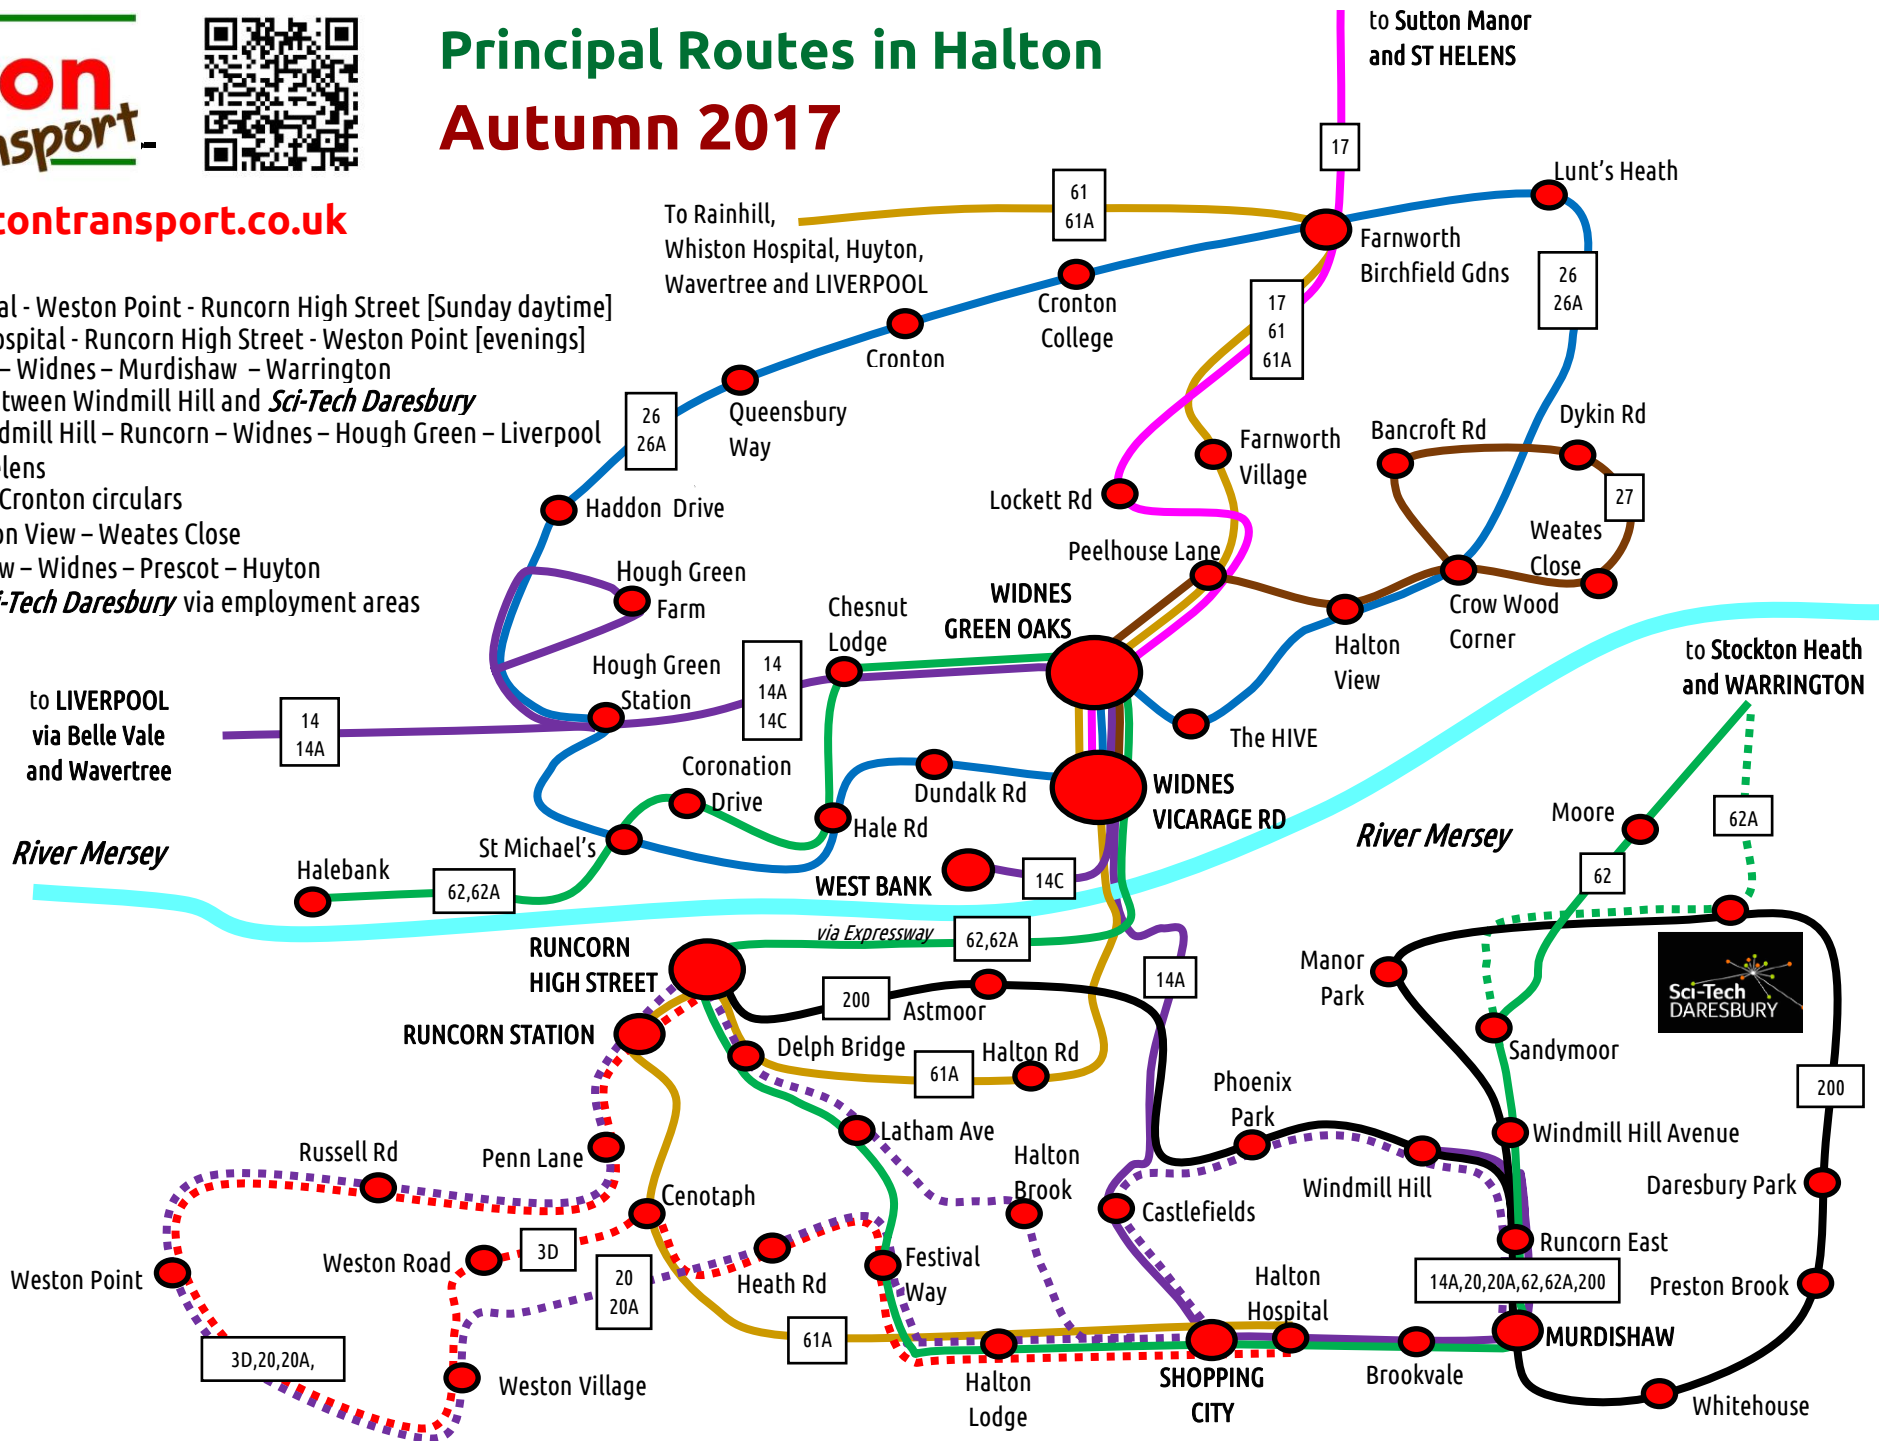 on
nsport
Principal Routes in Halton
Autumn 2017
tontransport.co.uk
al - Weston Point - Runcorn High Street [Sunday daytime]
ospital - Runcorn High Street - Weston Point [evenings]
– Widnes – Murdishaw – Warrington
tween Windmill Hill and Sci-Tech Daresbury
dmill Hill – Runcorn – Widnes – Hough Green – Liverpool
elens
Cronton circulars
on View – Weates Close
w – Widnes – Prescot – Huyton
i-Tech Daresbury via employment areas
to Sutton Manor
and ST HELENS
17
Lunt's Heath
61
61A
To Rainhill,
Whiston Hospital, Huyton,
Wavertree and LIVERPOOL
Farnworth
Birchfield Gdns
26
26A
Cronton
College
17
61
61A
Cronton
Queensbury
Way
26
26A
Farnworth
Village
Bancroft Rd
Dykin Rd
27
Lockett Rd
Haddon Drive
Weates
Close
Peelhouse Lane
Hough Green
Farm
WIDNES
GREEN OAKS
Chesnut
Lodge
Crow Wood
Corner
Halton
View
Hough Green
Station
14
14A
14C
to Stockton Heath
and WARRINGTON
to LIVERPOOL
via Belle Vale
and Wavertree
14
14A
The HIVE
Coronation
Drive
Dundalk Rd
WIDNES
VICARAGE RD
Hale Rd
Moore
62A
River Mersey
River Mersey
St Michael's
Halebank
62,62A
WEST BANK
14C
62
via Expressway
62,62A
RUNCORN
HIGH STREET
Manor
Park
14A
Sci-Tech
DARESBURY
200
Astmoor
RUNCORN STATION
Delph Bridge
Halton Rd
61A
Sandymoor
200
Phoenix
Park
Latham Ave
Windmill Hill Avenue
Russell Rd
Penn Lane
Halton
Brook
Windmill Hill
Daresbury Park
Cenotaph
Castlefields
Weston Road
3D
Runcorn East
Weston Point
20
20A
Heath Rd
Festival
Way
Halton
Hospital
14A,20,20A,62,62A,200
Preston Brook
61A
MURDISHAW
3D,20,20A,
Weston Village
Halton
Lodge
SHOPPING
CITY
Brookvale
Whitehouse